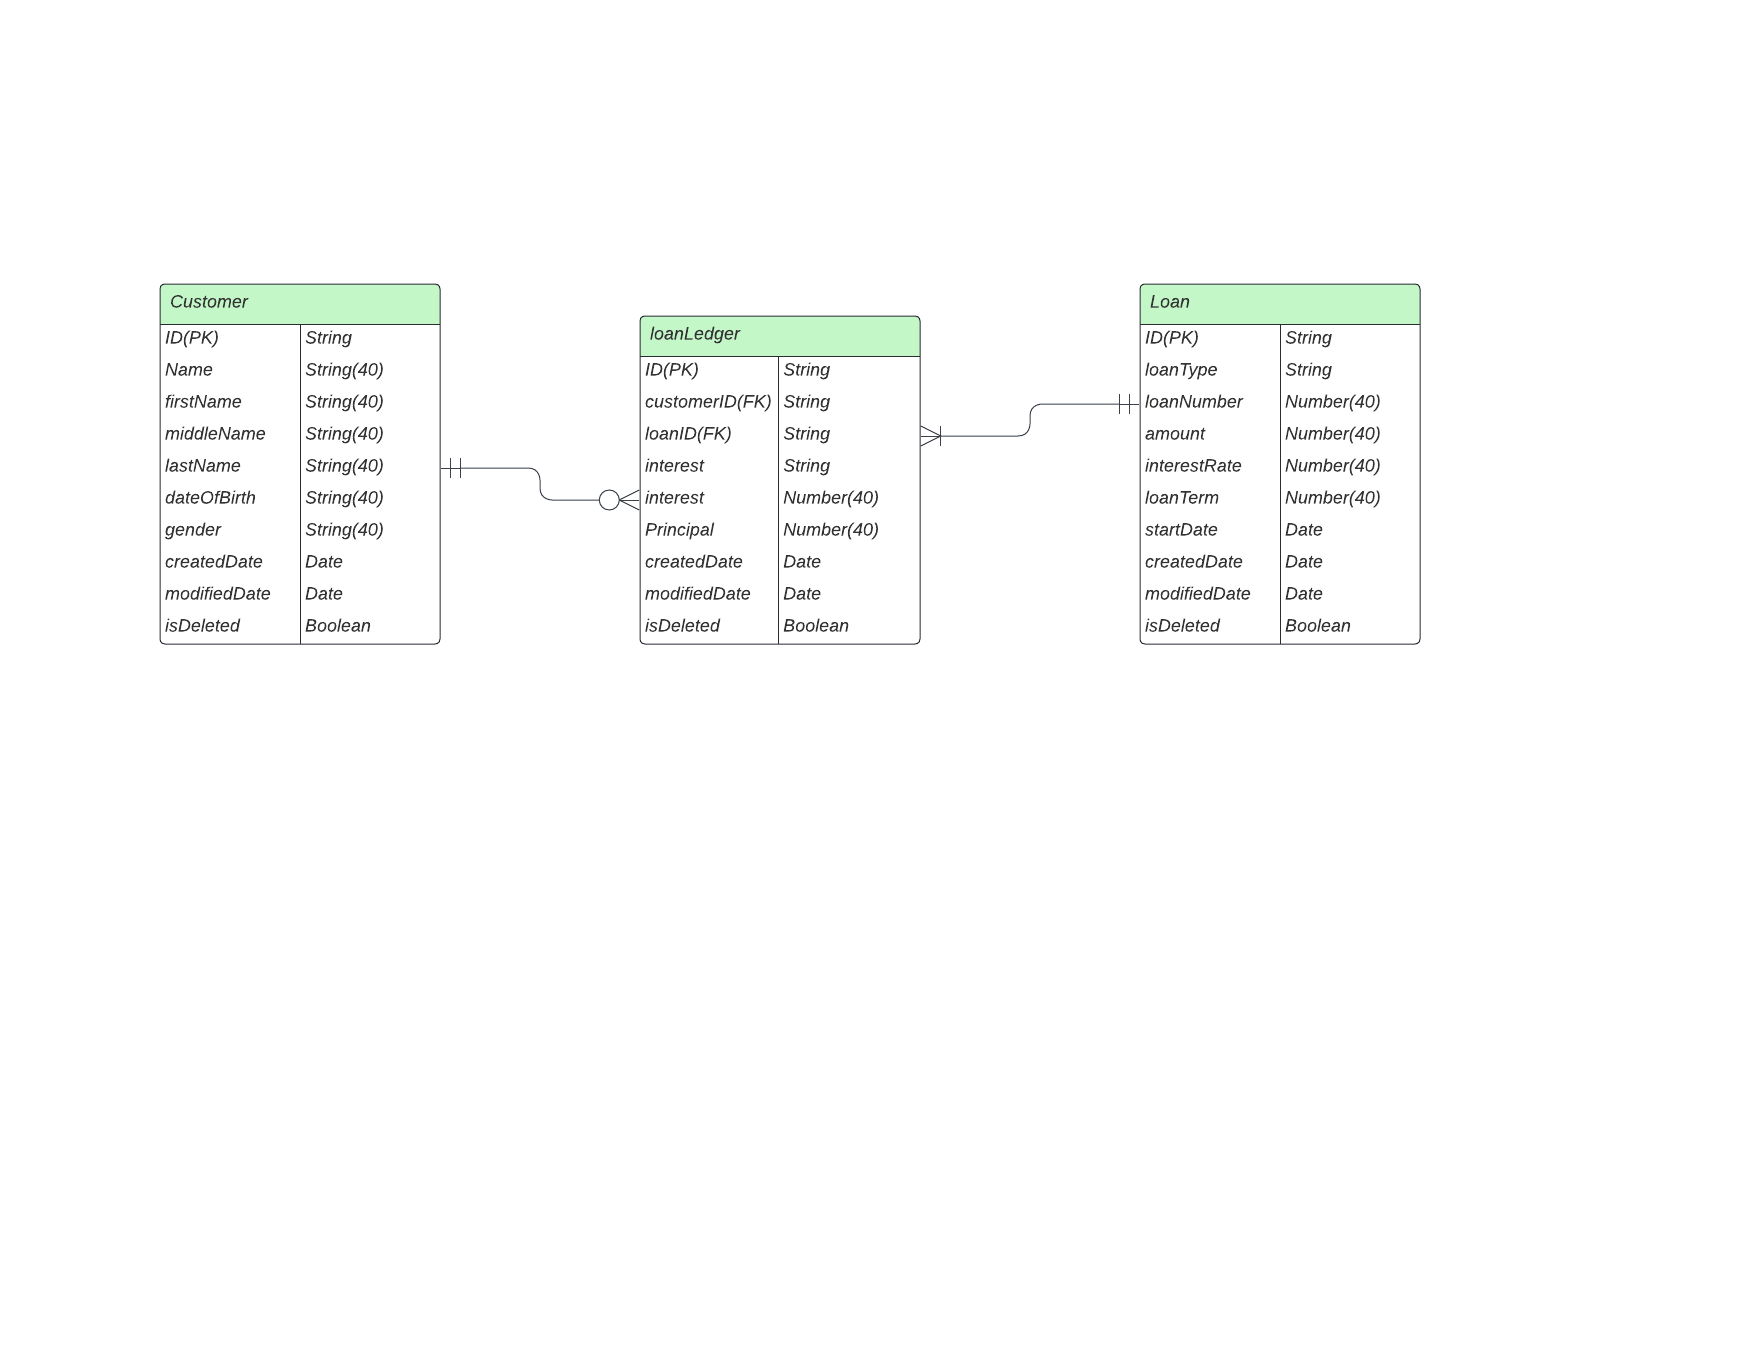 Customer
ID(PK) String
Name String(40)
firstName String(40)
middleName String(40)
lastName String(40)
dateOfBirth String(40)
gender String(40)
createdDate Date
modifiedDate Date
isDeleted Boolean
loanLedger
ID(PK) String
customerID(FK) String
loanID(FK) String
interest String
interest Number(40)
Principal Number(40)
createdDate Date
modifiedDate Date
isDeleted Boolean
Loan
ID(PK) String
loanType String
loanNumber Number(40)
amount Number(40)
interestRate Number(40)
loanTerm Number(40)
startDate Date
createdDate Date
modifiedDate Date
isDeleted Boolean